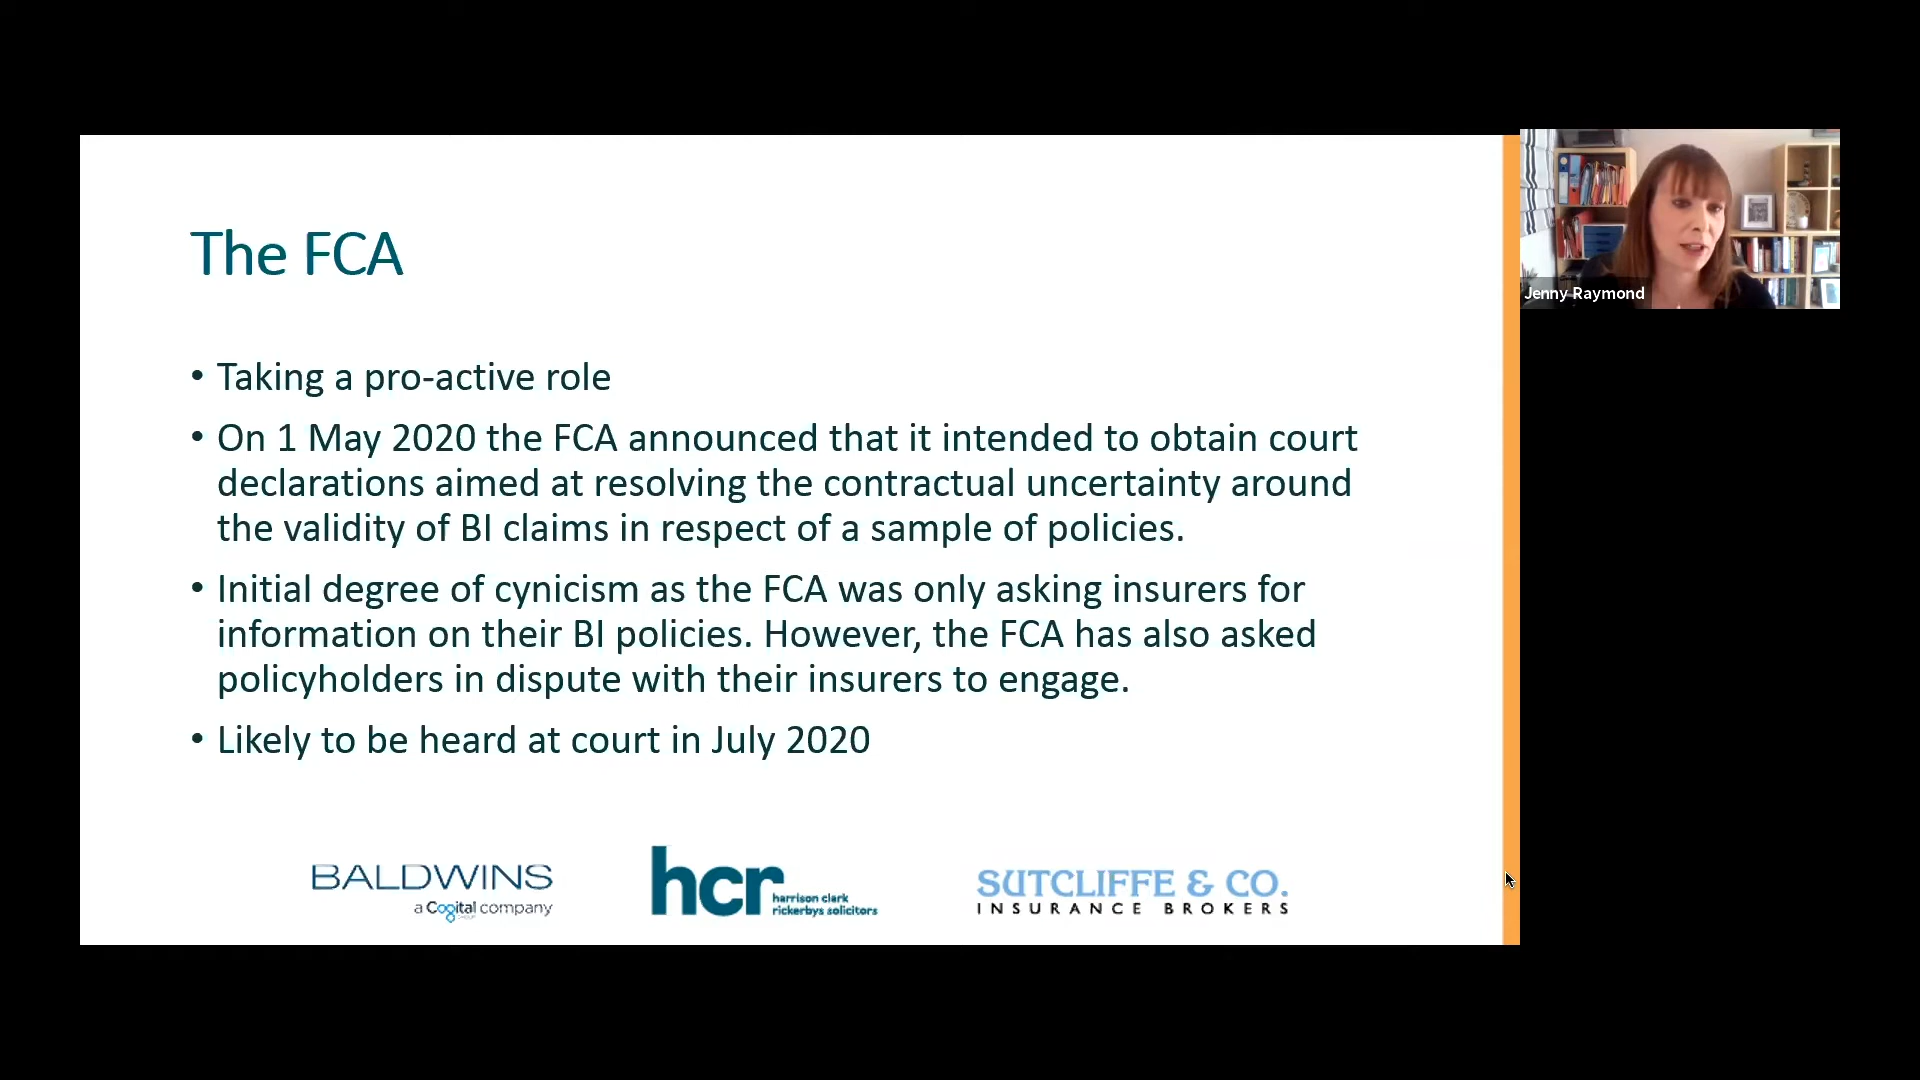 The FCA
• Taking a pro-active role
• On 1 May 2020 the FCA announced that it intended to obtain court
declarations aimed at resolving the contractual uncertainty around
the validity of BI claims in respect of a sample of policies.
• Initial degree of cynicism as the FCA was only asking insurers for
information on their BI policies. However, the FCA has also asked
policyholders in dispute with their insurers to engage.
• Likely to be heard at court in July 2020
BALDWINS
a Cogital company
hcr
harrison clark
rickerbys solicitors
SUTCLIFFE & CO.
INSURANCE BROKERS
Jenny Raymond